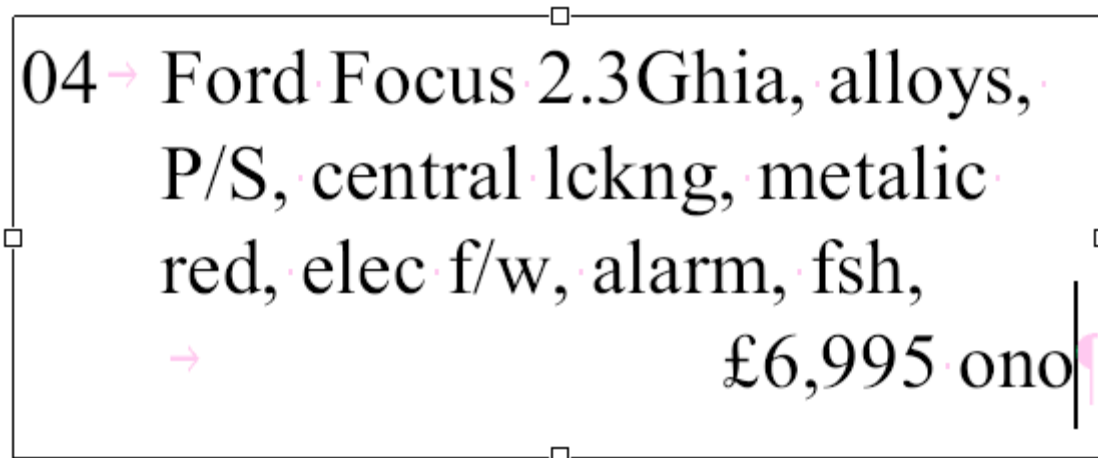 04 Ford Focus 2.3Ghia, alloys,
P/S, central lckng, metalic
red, elec f/w, alarm, fsh,
£6,995 ono